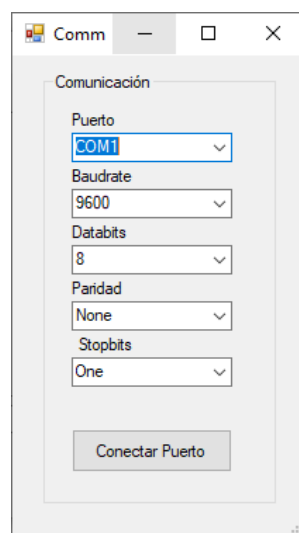 Comm
Comunicación
Puerto
COM1
Baudrate
9600
Databits
8
Paridad
None
Stopbits
One
Conectar Puerto